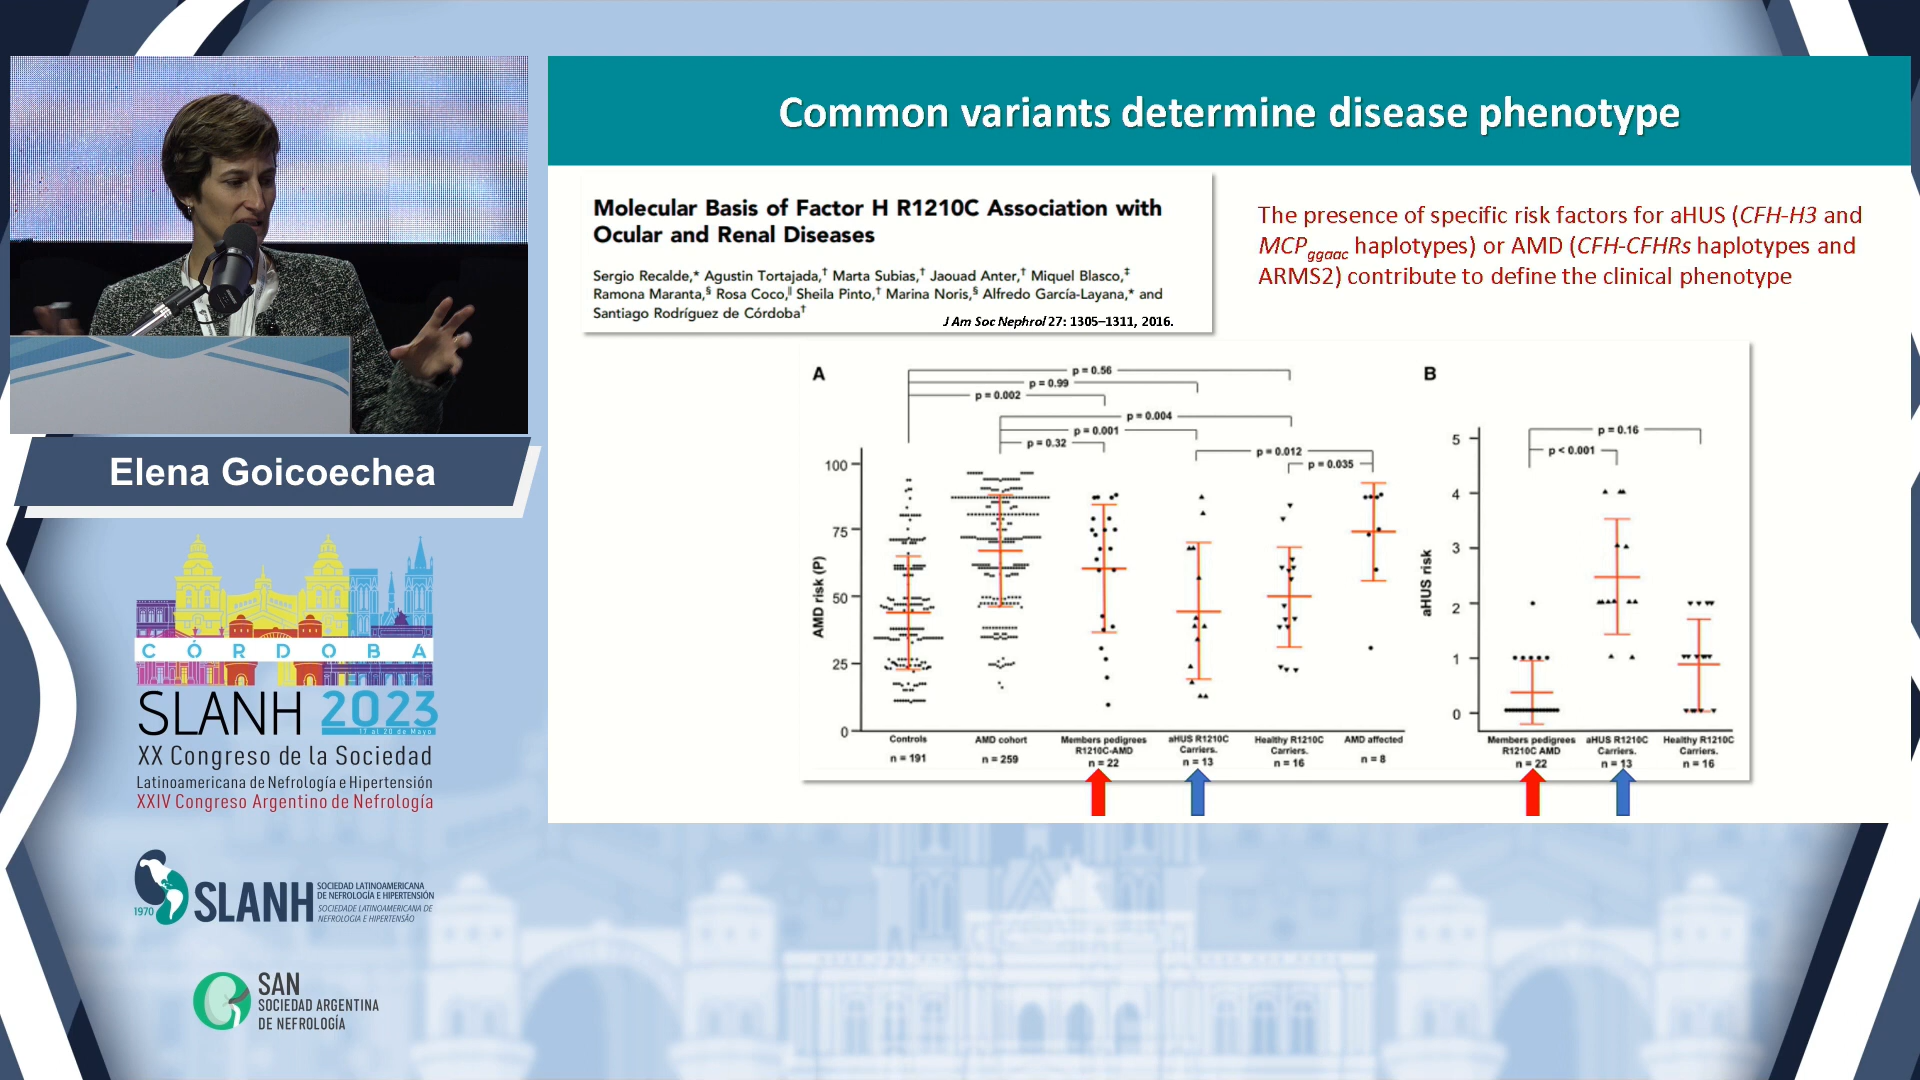 Common variants determine disease phenotype
Molecular Basis of Factor H R1210C Association with
Ocular and Renal Diseases
Sergio Recalde,* Agustin Tortajada,† Marta Subias,† Jaouad Anter,† Miquel Blasco,‡
Ramona Maranta,§ Rosa Coco,‖ Sheila Pinto,† Marina Noris,§ Alfredo García-Layana,* and
Santiago Rodríguez de Córdoba†
J Am Soc Nephrol 27: 1305–1311, 2016.
The presence of specific risk factors for aHUS (CFH-H3 and
MCPggaac haplotypes) or AMD (CFH-CFHRs haplotypes and
ARMS2) contribute to define the clinical phenotype
A
p = 0.56
p = 0.99
p = 0.002
p = 0.004
p = 0.001
p = 0.32
p = 0.012
p = 0.035
AMD risk (P)
100
75
50
25
0
Controls
n = 191
AMD cohort
n = 259
Members pedigrees
R1210C-AMD
n = 22
aHUS R1210C
Carriers.
n = 13
Healthy R1210C
Carriers.
n = 16
AMD affected
n = 8
B
p = 0.16
p < 0.001
aHUS risk
5
4
3
2
1
0
Members pedigrees
R1210C AMD
n = 22
aHUS R1210C
Carriers.
n = 13
Healthy R1210C
Carriers.
n = 16
Elena Goicoechea
CÓRDOBA
SLANH 2023
17 al 20 de Mayo
XX Congreso de la Sociedad
Latinoamericana de Nefrología e Hipertensión
XXIV Congreso Argentino de Nefrología
1970
SLANH
SOCIEDAD LATINOAMERICANA
DE NEFROLOGÍA E HIPERTENSIÓN
SOCIEDADE LATINOAMERICANA DE
NEFROLOGIA E HIPERTENSÃO
SAN
SOCIEDAD ARGENTINA
DE NEFROLOGÍA